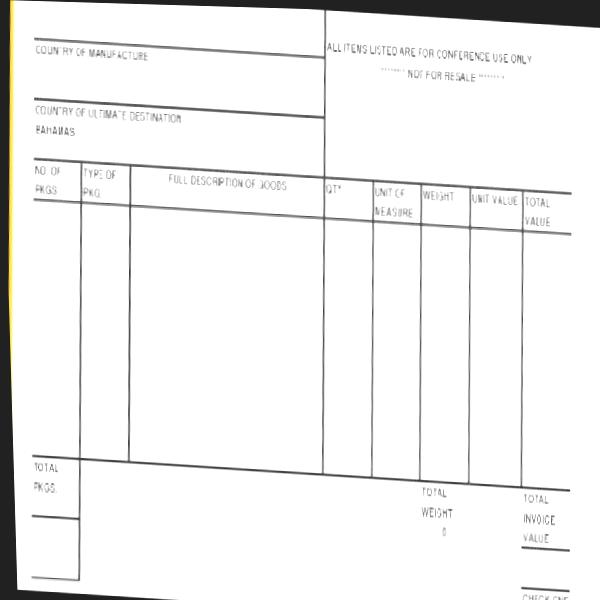 COUNTRY OF MANUFACTURE
ALL ITEMS LISTED ARE FOR CONFERENCE USE ONLY
******* NOT FOR RESALE *******
COUNTRY OF ULTIMATE DESTINATION
BAHAMAS
NO. OF PKGS
TYPE OF PKG.
FULL DESCRIPTION OF GOODS
QTY
UNIT OF MEASURE
WEIGHT
UNIT VALUE
TOTAL VALUE
TOTAL PKGS.
TOTAL WEIGHT
0
TOTAL INVOICE VALUE
CHECK ONE